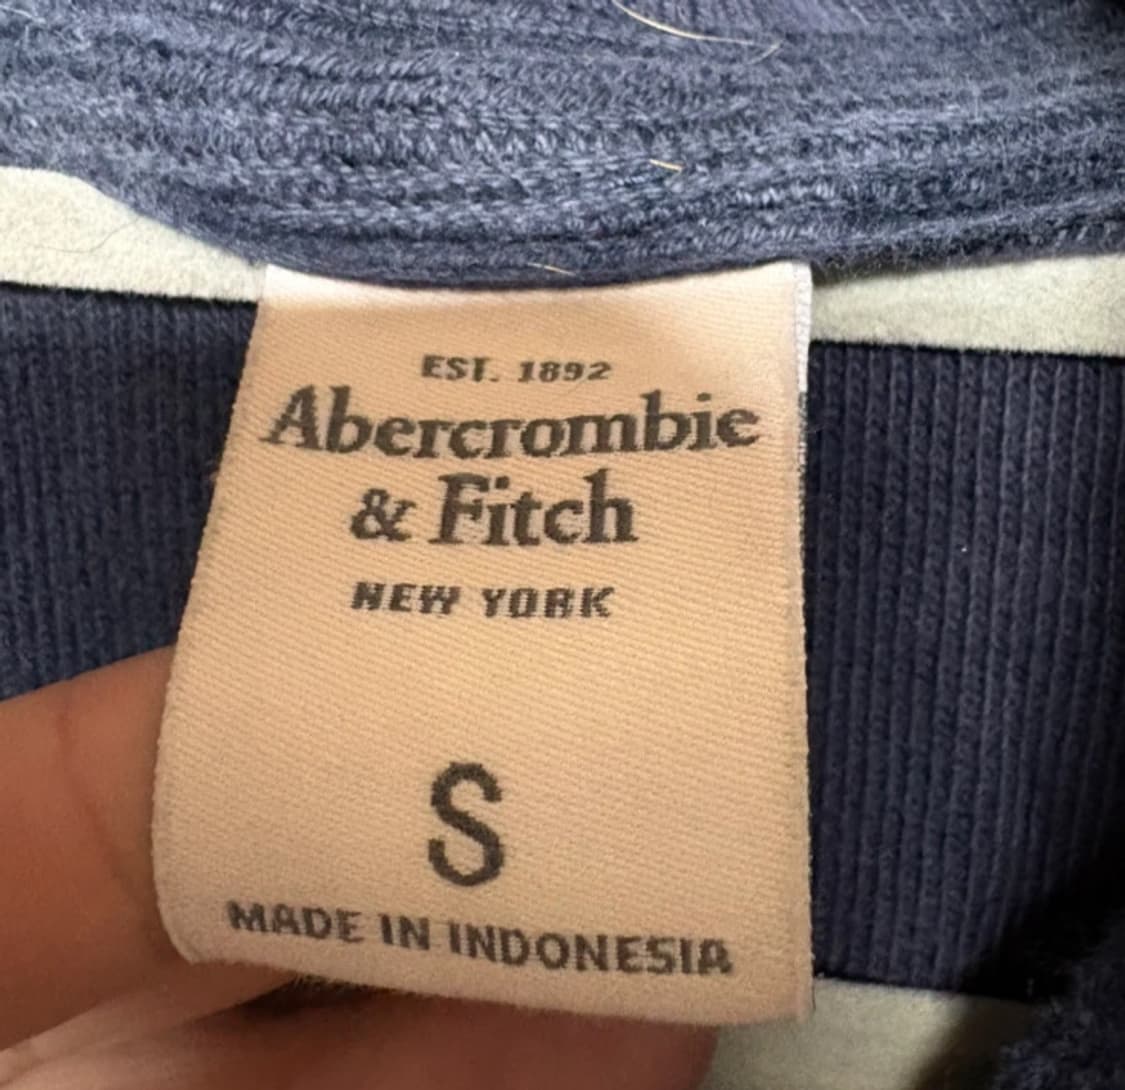 EST. 1892
Abercrombie
& Fitch
NEW YORK
S
MADE IN INDONESIA